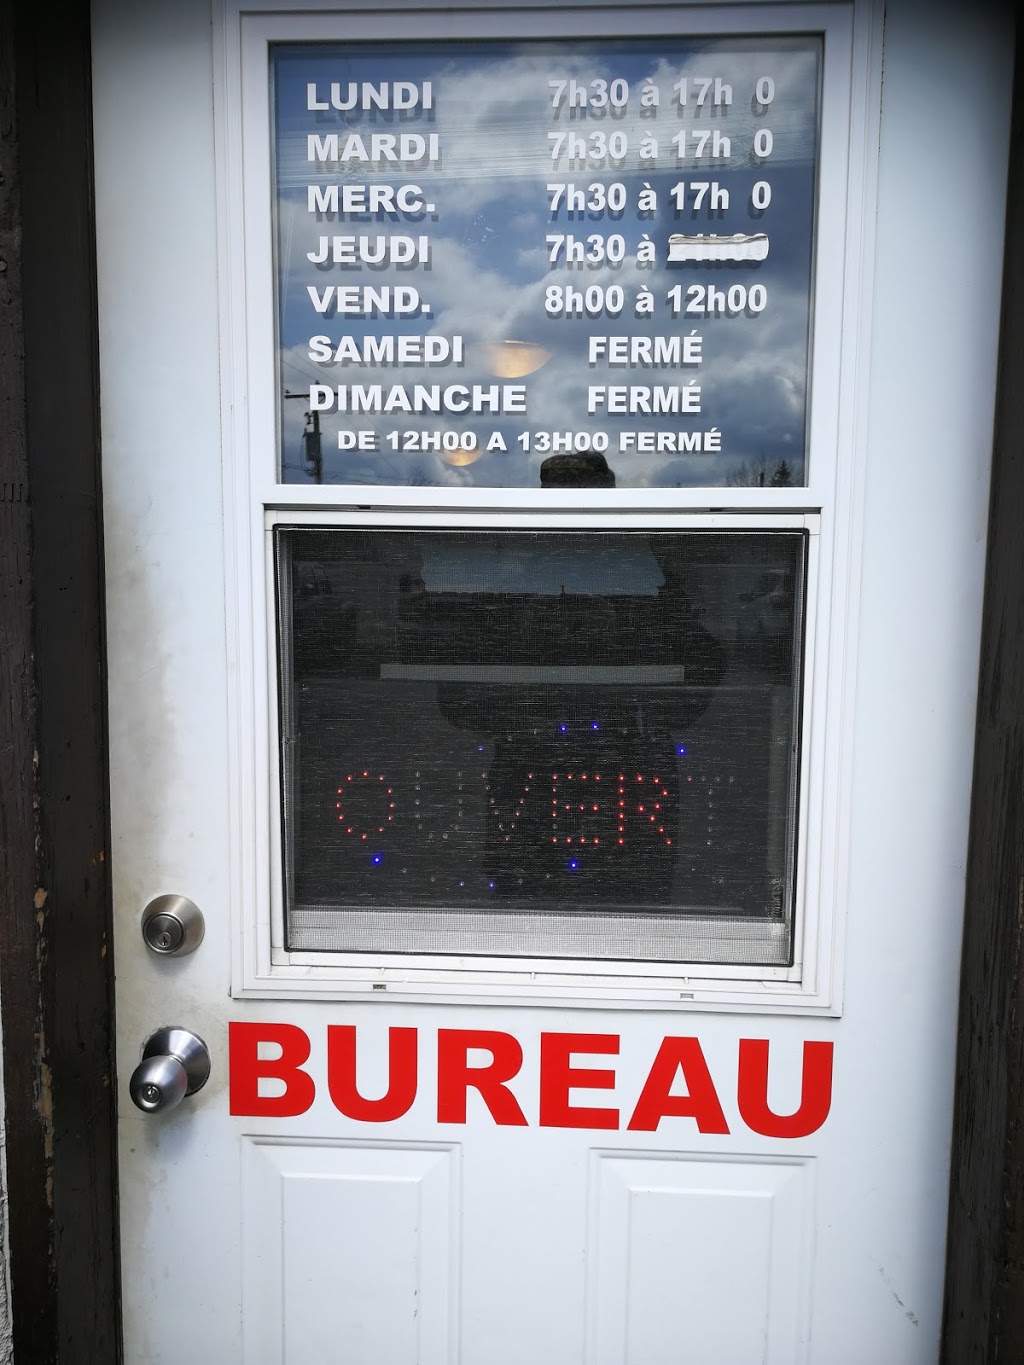 LUNDI 7h30 à 17h 0
MARDI 7h30 à 17h 0
MERC. 7h30 à 17h 0
JEUDI 7h30 à
VEND. 8h00 à 12h00
SAMEDI FERMÉ
DIMANCHE FERMÉ
DE 12H00 A 13H00 FERMÉ
OUVERT
BUREAU